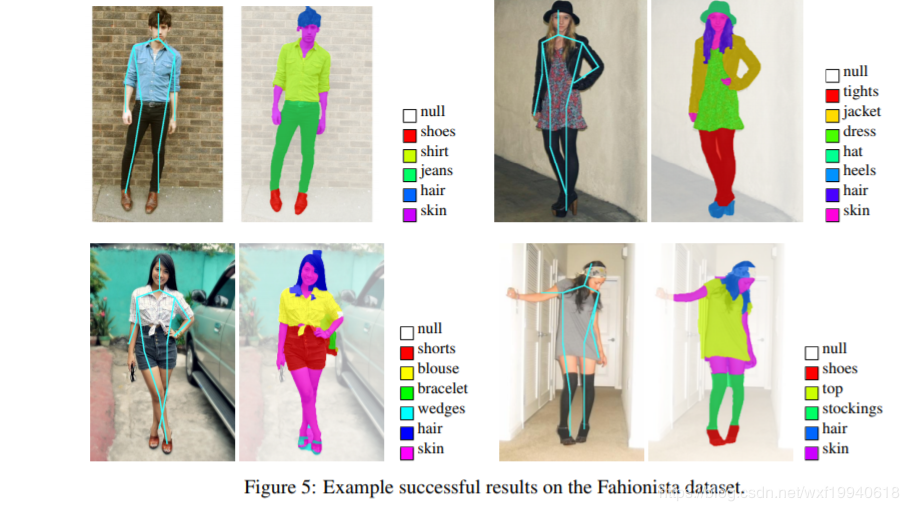 null
shoes
shirt
jeans
hair
skin
null
tights
jacket
dress
hat
heels
hair
skin
null
shorts
blouse
bracelet
wedges
hair
skin
null
shoes
top
stockings
hair
skin
Figure 5: Example successful results on the Fahionista dataset.
https://blog.csdn.net/wxf19940618